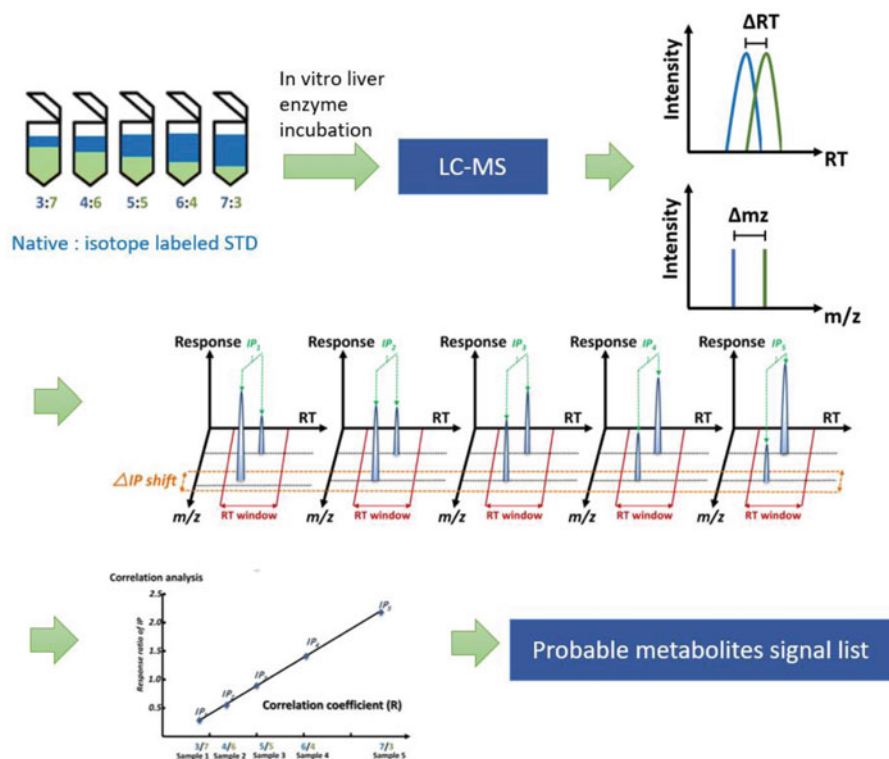 In vitro liver
enzyme
incubation
3:7 4:6 5:5 6:4 7:3
Native : isotope labeled STD
LC-MS
Intensity
ΔRT
RT
Intensity
Δmz
m/z
Response IP1
RT
Response IP2
RT
Response IP3
RT
Response IP4
RT
Response IP5
RT
△IP shift
m/z
RT window
m/z
RT window
m/z
RT window
m/z
RT window
m/z
RT window
Correlation analysis
Response ratio of IP
2.5
2.0
1.5
1.0
0.5
IP5
IP4
Correlation coefficient (R)
3/7 4/6 5/5 6/4 7/3
Sample 1 Sample 2 Sample 3 Sample 4 Sample 5
Probable metabolites signal list